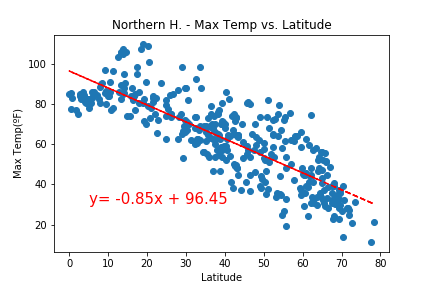 Northern H. - Max Temp vs. Latitude
Max Temp(ºF)
100
80
60
40
20
y= -0.85x + 96.45
0 10 20 30 40 50 60 70 80
Latitude